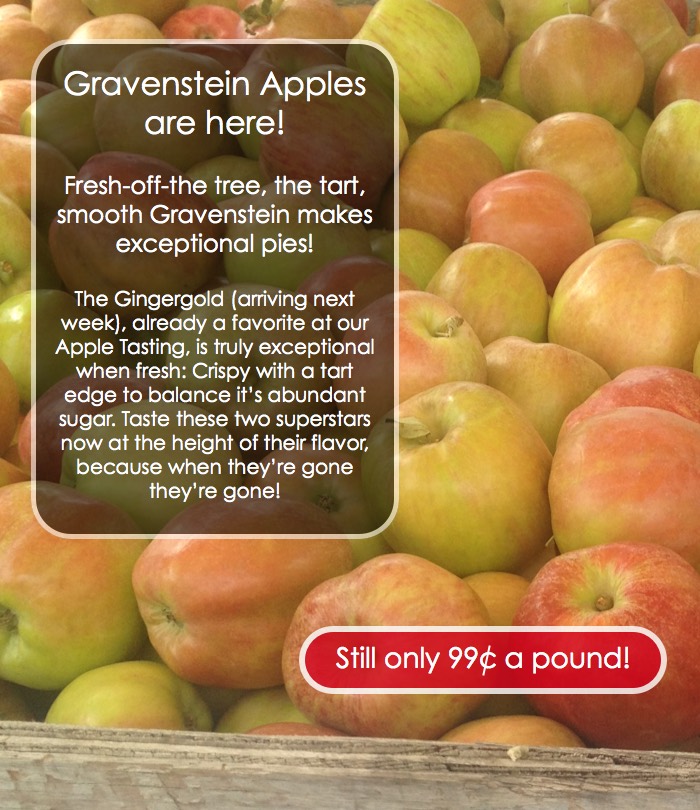 Gravenstein Apples
are here!
Fresh-off-the tree, the tart,
smooth Gravenstein makes
exceptional pies!
The Gingergold (arriving next
week), already a favorite at our
Apple Tasting, is truly exceptional
when fresh: Crispy with a tart
edge to balance it's abundant
sugar. Taste these two superstars
now at the height of their flavor,
because when they're gone
they're gone!
Still only 99¢ a pound!